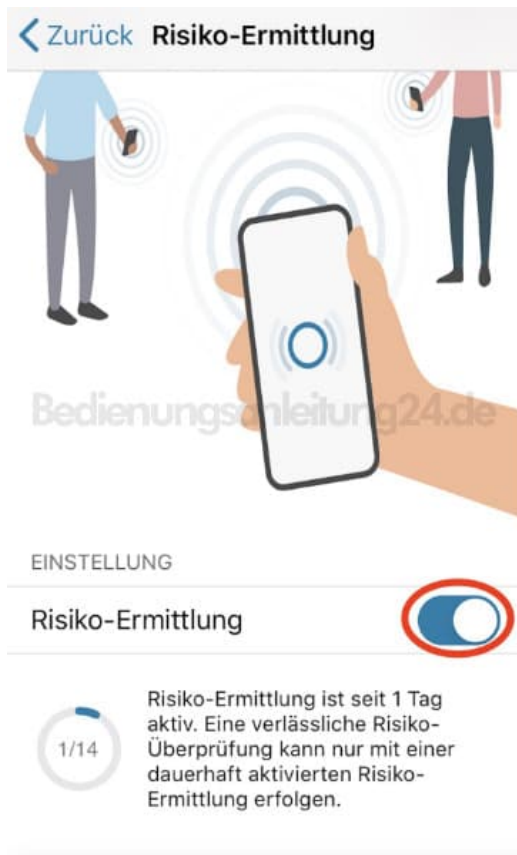 Zurück Risiko-Ermittlung
Bedienungsanleitung24.de
EINSTELLUNG
Risiko-Ermittlung
1/14
Risiko-Ermittlung ist seit 1 Tag
aktiv. Eine verlässliche Risiko-
Überprüfung kann nur mit einer
dauerhaft aktivierten Risiko-
Ermittlung erfolgen.